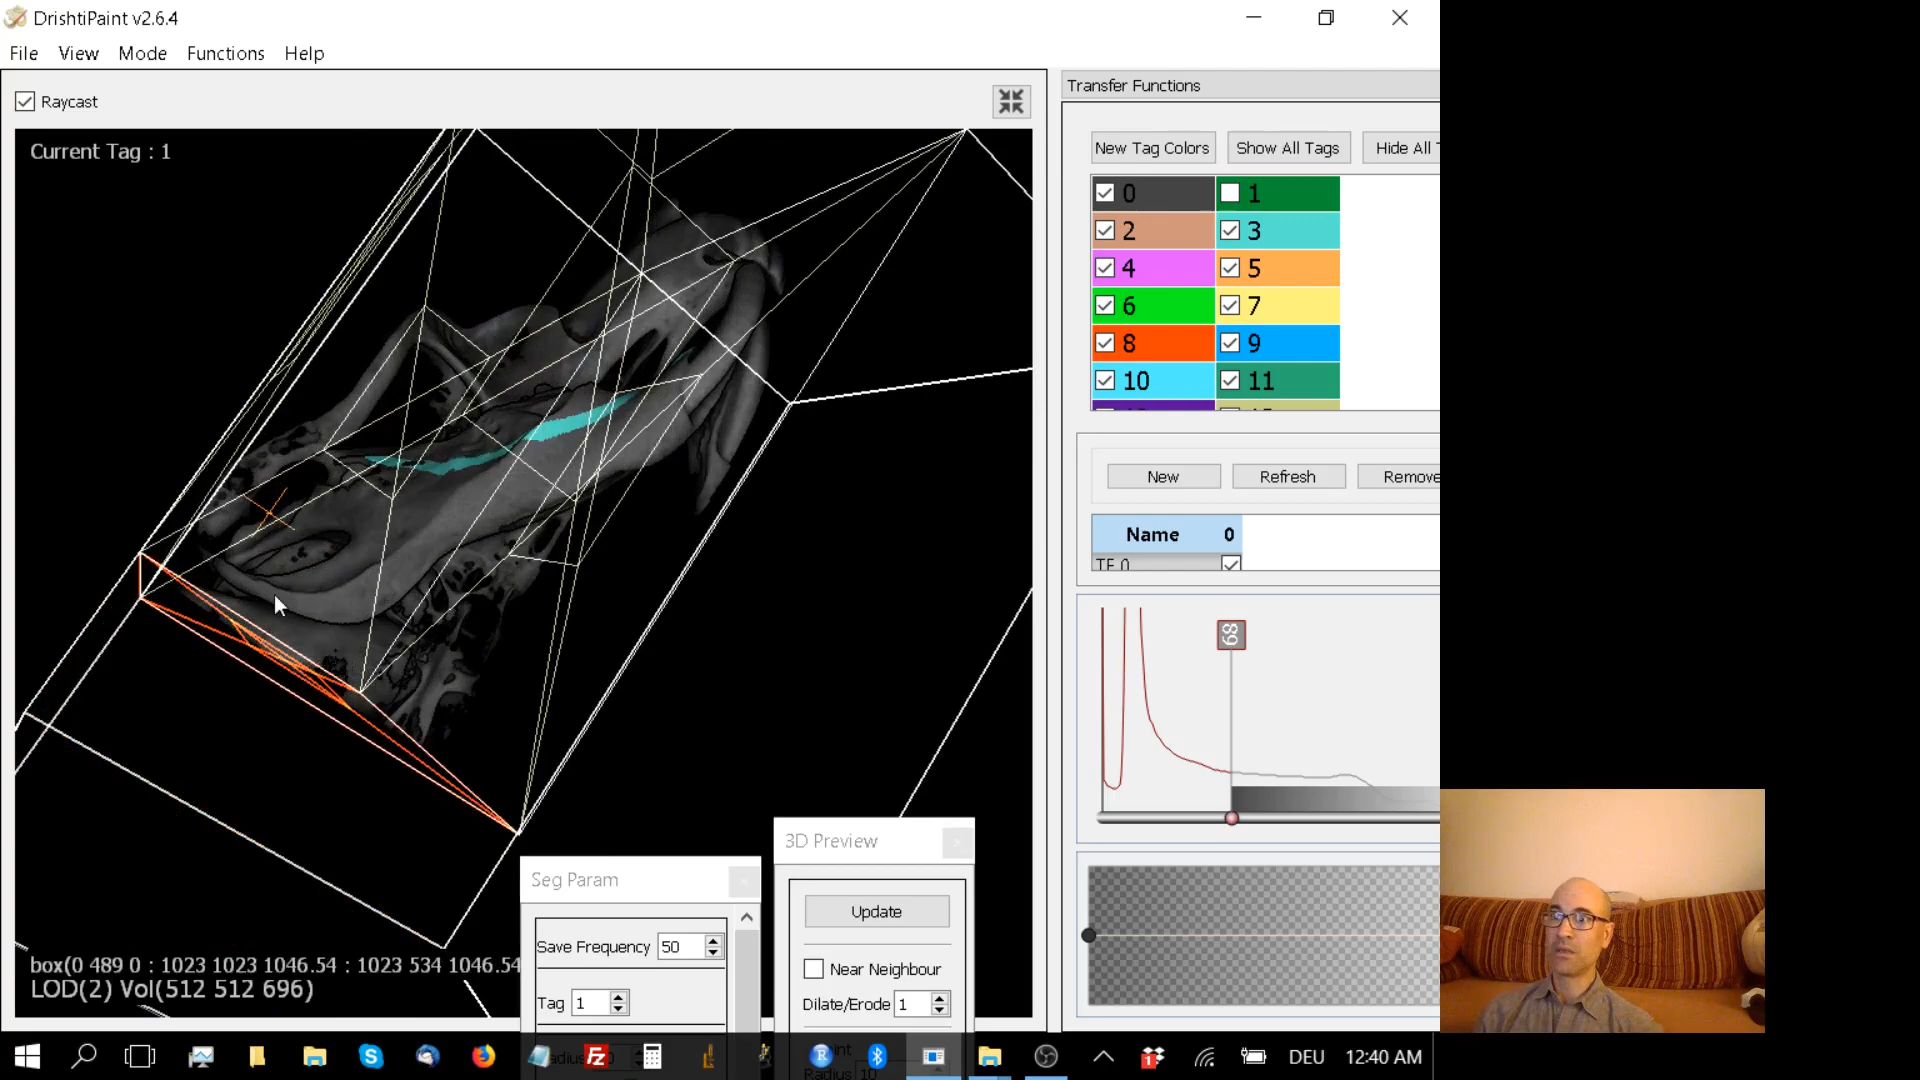 DrishtiPaint v2.6.4
File View Mode Functions Help
Raycast
Current Tag : 1
box(0 489 0 : 1023 1023 1046.54 : 1023 534 1046.54
LOD(2) Vol(512 512 696)
Seg Param
Save Frequency 50
Tag 1
3D Preview
Update
Near Neighbour
Dilate/Erode 1
Radius 10
Transfer Functions
New Tag Colors Show All Tags Hide All
0 1
2 3
4 5
6 7
8 9
10 11
New Refresh Remove
Name 0
TF 0
89
DEU 12:40 AM